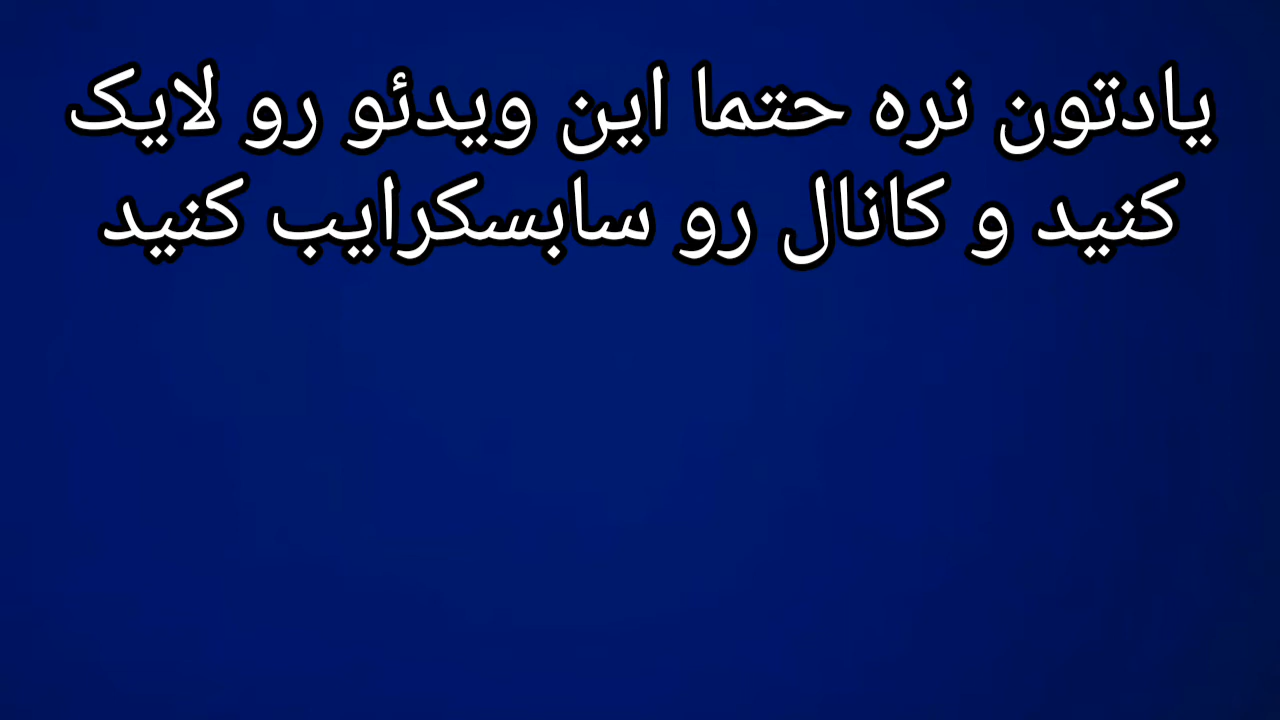 یادتون نره حتما این ویدئو رو لایک
کنید و کانال رو سابسکرایب کنید